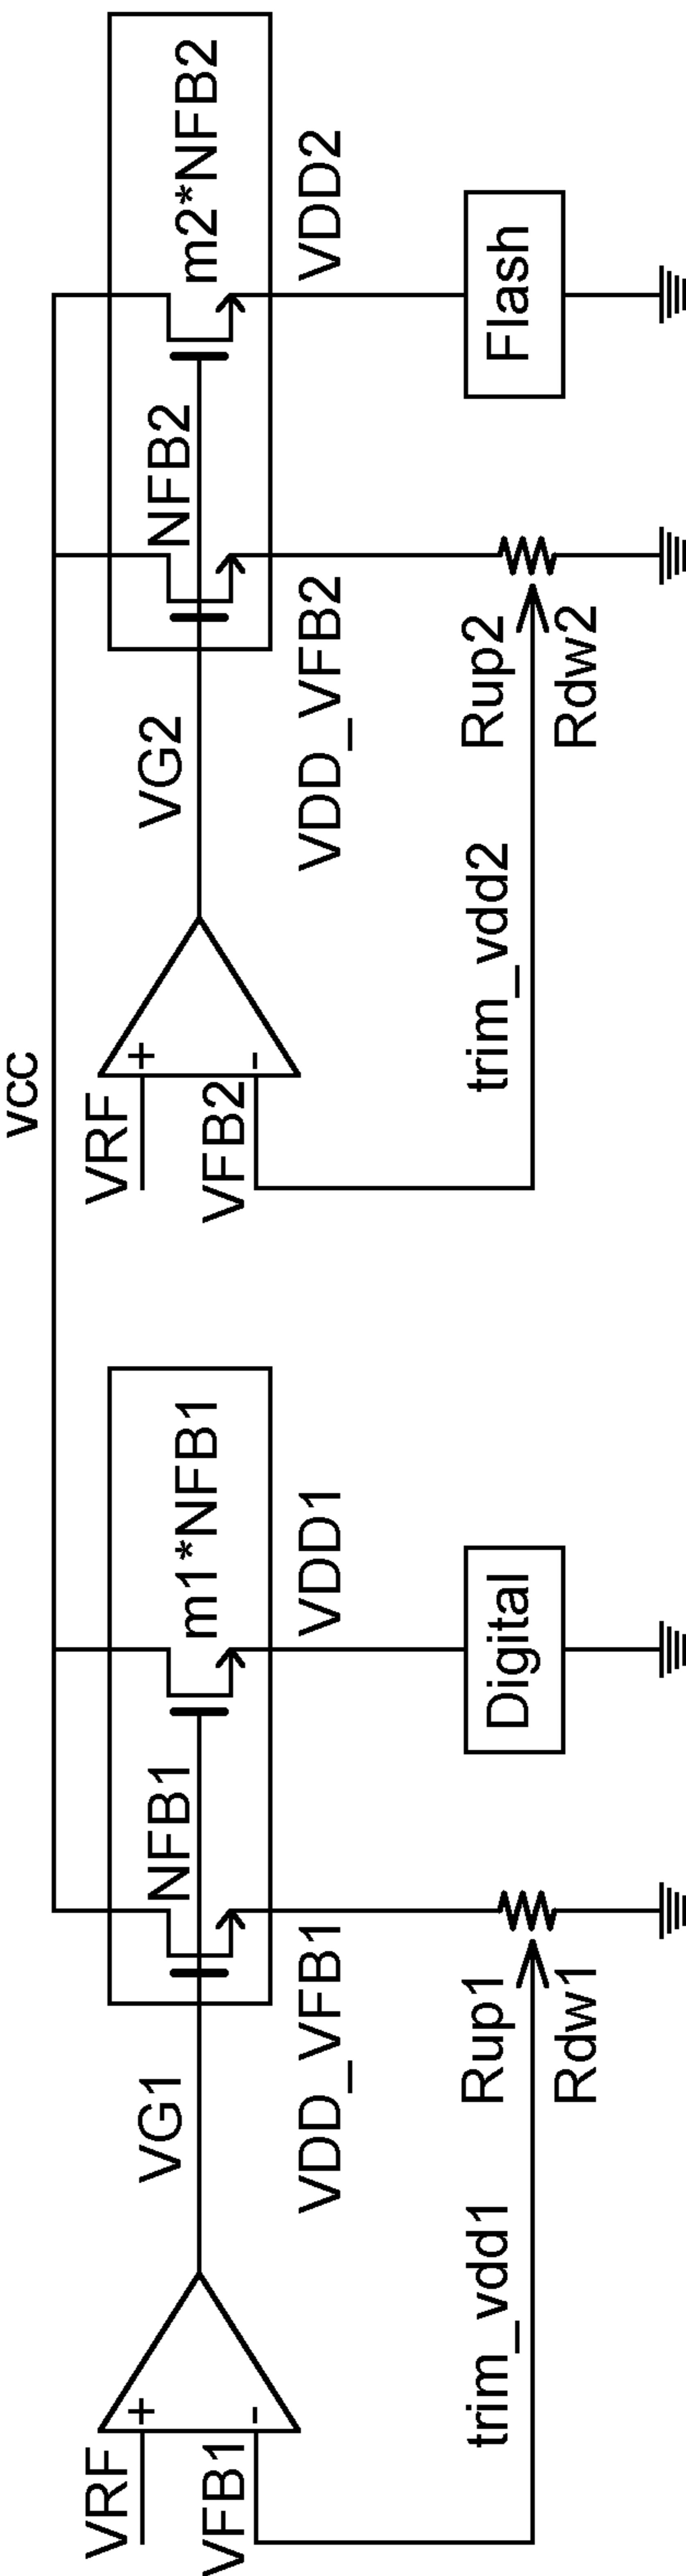 vcc
VRF
+
VFB1
-
VG1
NFB1
m1*NFB1
VDD_VFB1
VDD1
trim_vdd1
Rup1
Rdw1
Digital
VRF
+
VFB2
-
VG2
NFB2
m2*NFB2
VDD_VFB2
VDD2
trim_vdd2
Rup2
Rdw2
Flash